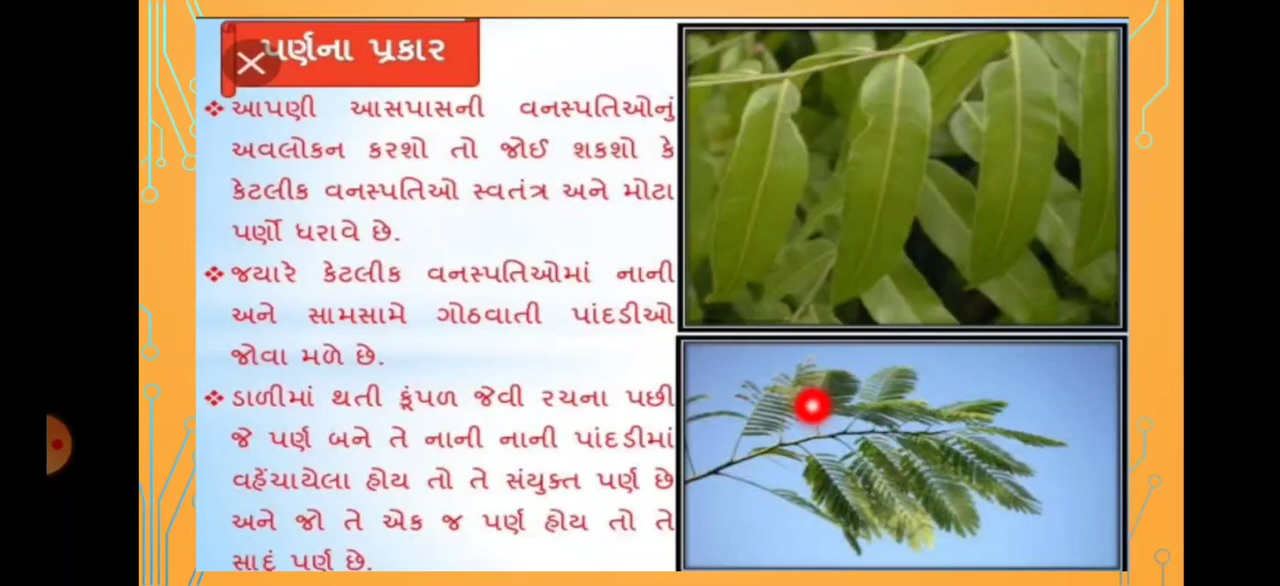 પર્ણના પ્રકાર
❖ આપણી આસપાસની વનસ્પતિઓનું
અવલોકન કરશો તો જોઈ શકશો કે
કેટલીક વનસ્પતિઓ સ્વતંત્ર અને મોટા
પર્ણો ધરાવે છે.
❖ જયારે કેટલીક વનસ્પતિઓમાં નાની
અને સામસામે ગોઠવાતી પાંદડીઓ
જોવા મળે છે.
❖ ડાળીમાં થતી કૂંપળ જેવી રચના પછી
જે પર્ણ બને તે નાની નાની પાંદડીમાં
વહેંચાયેલા હોય તો તે સંયુક્ત પર્ણ છે
અને જો તે એક જ પર્ણ હોય તો તે
સાદું પર્ણ છે.